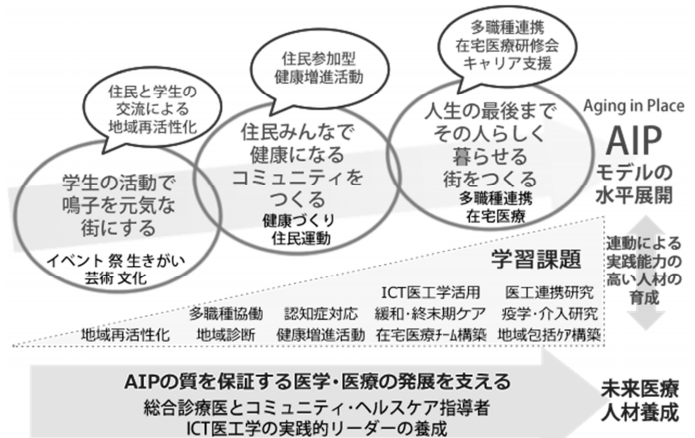 住民と学生の
交流による
地域再活性化
住民参加型
健康増進活動
多職種連携
在宅医療研修会
キャリア支援
学生の活動で
鳴子を元気な
街にする
イベント 祭 生きがい
芸術 文化
住民みんなで
健康になる
コミュニティを
つくる
健康づくり
住民運動
人生の最後まで
その人らしく
暮らせる
街をつくる
多職種連携
在宅医療
Aging in Place
AIP
モデルの
水平展開
連動による
実践能力の
高い人材の
育成
学習課題
ICT医工学活用 医工連携研究
多職種協働 認知症対応 緩和・終末期ケア 疫学・介入研究
地域再活性化 地域診断 健康増進活動 在宅医療チーム構築 地域包括ケア構築
AIPの質を保証する医学・医療の発展を支える
総合診療医とコミュニティ・ヘルスケア指導者
ICT医工学の実践的リーダーの養成
未来医療
人材養成